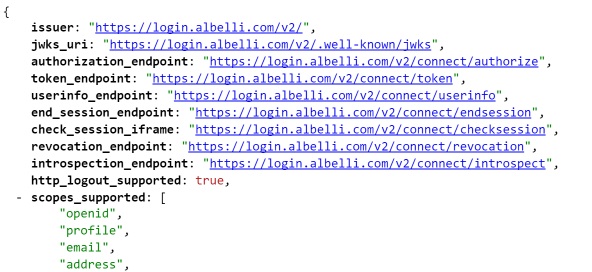 {
issuer: "https://login.albelli.com/v2/",
jwks_uri: "https://login.albelli.com/v2/.well-known/jwks",
authorization_endpoint: "https://login.albelli.com/v2/connect/authorize",
token_endpoint: "https://login.albelli.com/v2/connect/token",
userinfo_endpoint: "https://login.albelli.com/v2/connect/userinfo",
end_session_endpoint: "https://login.albelli.com/v2/connect/endsession",
check_session_iframe: "https://login.albelli.com/v2/connect/checksession",
revocation_endpoint: "https://login.albelli.com/v2/connect/revocation",
introspection_endpoint: "https://login.albelli.com/v2/connect/introspect",
http_logout_supported: true,
- scopes_supported: [
"openid",
"profile",
"email",
"address",